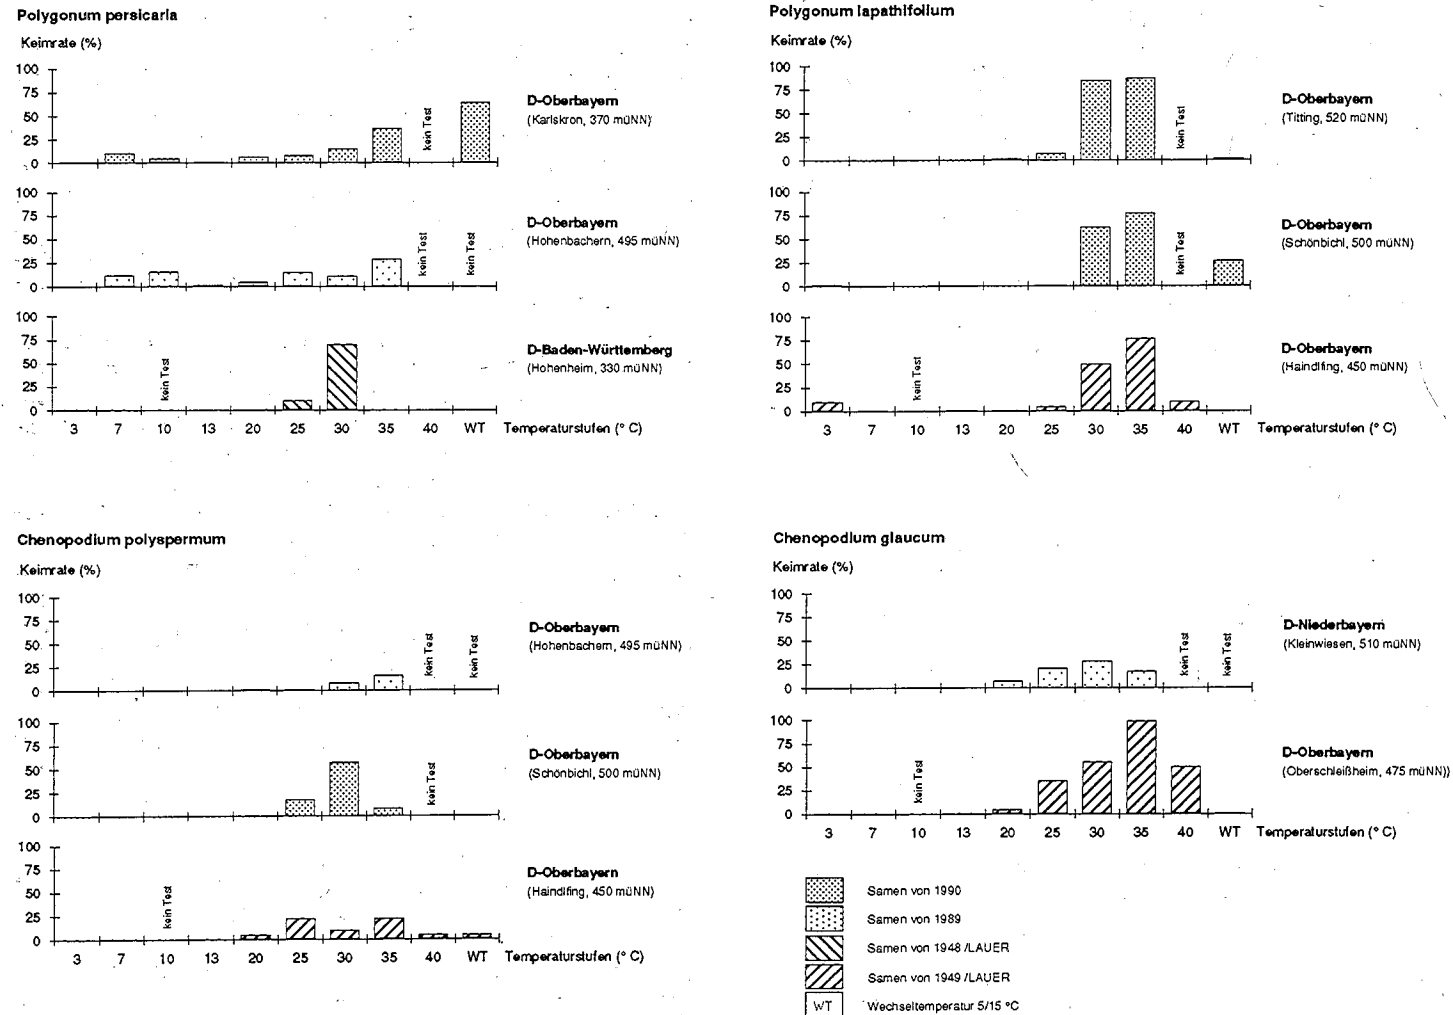 Polygonum persicaria
Keimrate (%)
100
75
50
25
0
kein Test
D-Oberbayern
(Karlskron, 370 müNN)
100
75
50
25
0
kein Test
kein Test
D-Oberbayern
(Hohenbachern, 495 müNN)
100
75
50
25
0
kein Test
D-Baden-Württemberg
(Hohenheim, 330 müNN)
3 7 10 13 20 25 30 35 40 WT Temperaturstufen (° C)
Polygonum lapathifolium
Keimrate (%)
100
75
50
25
0
kein Test
D-Oberbayern
(Titting, 520 müNN)
100
75
50
25
0
kein Test
D-Oberbayern
(Schönbichl, 500 müNN)
100
75
50
25
0
kein Test
D-Oberbayern
(Haindlfing, 450 müNN)
3 7 10 13 20 25 30 35 40 WT Temperaturstufen (° C)
Chenopodium polyspermum
Keimrate (%)
100
75
50
25
0
kein Test
kein Test
D-Oberbayern
(Hohenbachern, 495 müNN)
100
75
50
25
0
kein Test
D-Oberbayern
(Schönbichl, 500 müNN)
100
75
50
25
0
kein Test
D-Oberbayern
(Haindlfing, 450 müNN)
3 7 10 13 20 25 30 35 40 WT Temperaturstufen (° C)
Chenopodium glaucum
Keimrate (%)
100
75
50
25
0
kein Test
kein Test
D-Niederbayern
(Kleinwiesen, 510 müNN)
100
75
50
25
0
kein Test
D-Oberbayern
(Oberschleißheim, 475 müNN))
3 7 10 13 20 25 30 35 40 WT Temperaturstufen (° C)
Samen von 1990
Samen von 1989
Samen von 1948 /LAUER
Samen von 1949 /LAUER
WT Wechseltemperatur 5/15 °C